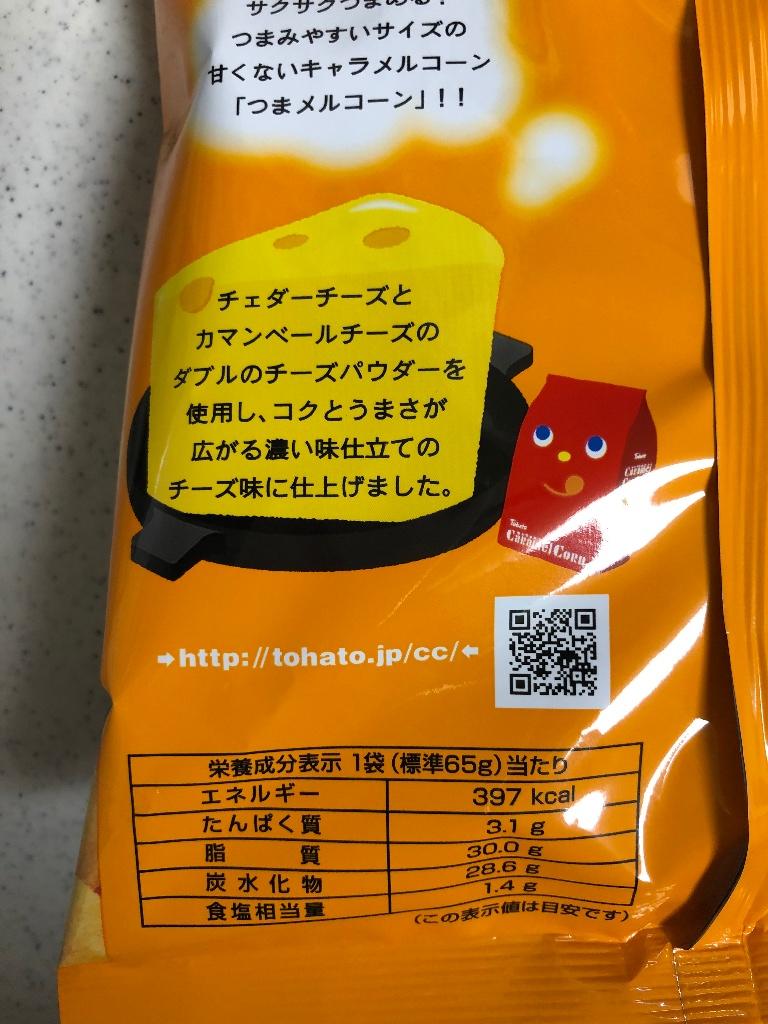 サクサクつまめる!
つまみやすいサイズの
甘くないキャラメルコーン
「つまメルコーン」!!
チェダーチーズと
カマンベールチーズの
ダブルのチーズパウダーを
使用し、コクとうまさが
広がる濃い味仕立ての
チーズ味に仕上げました。
Tohato
Caramel
Tohato
Caramel Corn
➡http://tohato.jp/cc/⬅
栄養成分表示 1袋(標準65g)当たり
エネルギー 397 kcal
たんぱく質 3.1 g
脂質 30.0 g
炭水化物 28.6 g
食塩相当量 1.4 g
(この表示値は目安です)